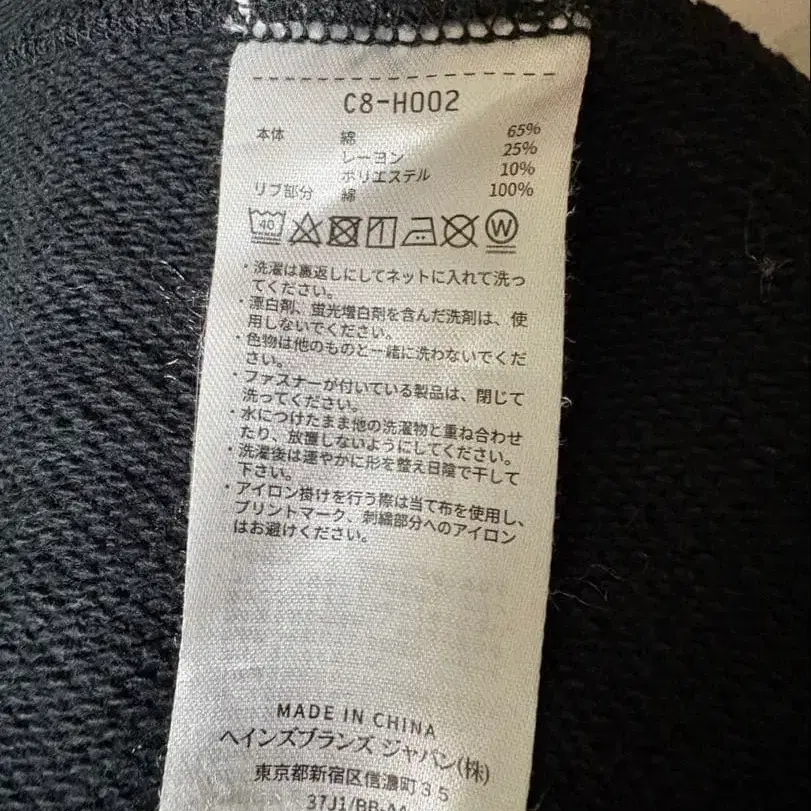 C8-H002
本体 綿 65%
レーヨン 25%
ポリエステル 10%
リブ部分 綿 100%
40
W
・洗濯は裏返しにしてネットに入れて洗っ
てください。
・漂白剤、蛍光増白剤を含んだ洗剤は、使
用しないでください。
・色物は他のものと一緒に洗わないでくだ
さい。
・ファスナーが付いている製品は、閉じて
洗ってください。
・水につけたまま他の洗濯物と重ね合わせ
たり、放置しないようにしてください。
・洗濯後は速やかに形を整え日陰で干して
下さい。
・アイロン掛けを行う際は当て布を使用し、
プリントマーク、刺繍部分へのアイロン
はお避けください。
MADE IN CHINA
ヘインズブランズ ジャパン(株)
東京都新宿区信濃町35
37J1/BB-AA